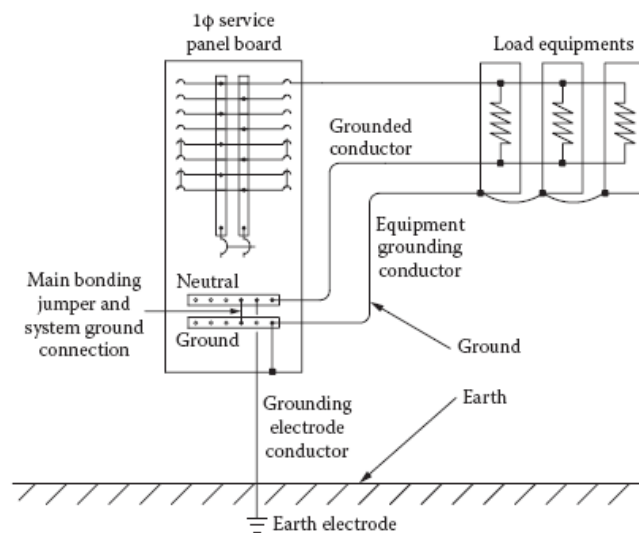 1ϕ service
panel board
Load equipments
Grounded
conductor
Equipment
grounding
conductor
Main bonding
jumper and
system ground
connection
Neutral
Ground
Ground
Grounding
electrode
conductor
Earth
Earth electrode